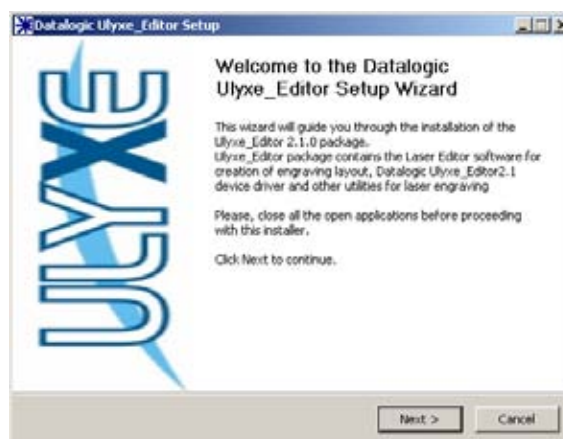 Datalogic Ulyxe_Editor Setup
ULYXE
Welcome to the Datalogic
Ulyxe_Editor Setup Wizard
This wizard will guide you through the installation of the
Ulyxe_Editor 2.1.0 package.
Ulyxe_Editor package contains the Laser Editor software for
creation of engraving layout, Datalogic Ulyxe_Editor2.1
device driver and other utilities for laser engraving
Please, close all the open applications before proceeding
with this installer.
Click Next to continue.
Next >
Cancel